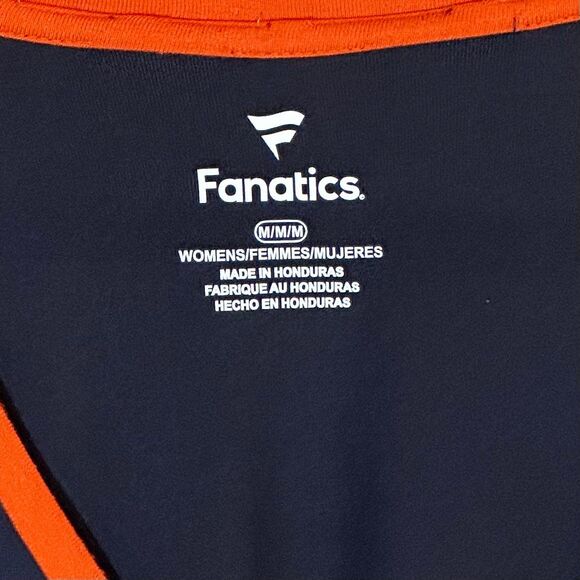 Fanatics.
M/M/M
WOMENS/FEMMES/MUJERES
MADE IN HONDURAS
FABRIQUE AU HONDURAS
HECHO EN HONDURAS